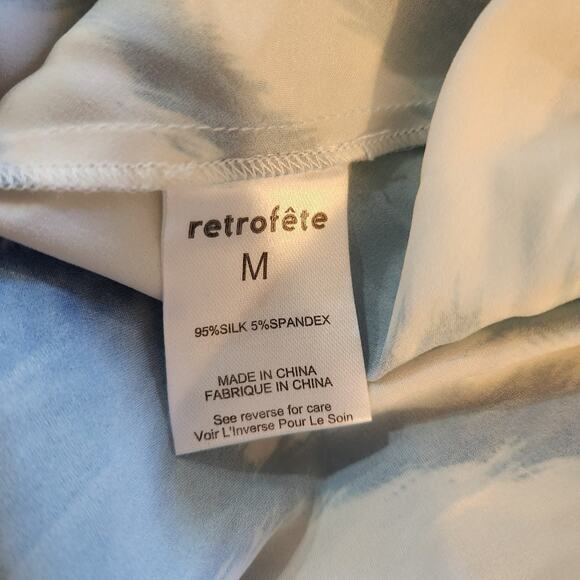 retrofête
M
95%SILK 5%SPANDEX
MADE IN CHINA
FABRIQUE IN CHINA
See reverse for care
Voir L'Inverse Pour Le Soin